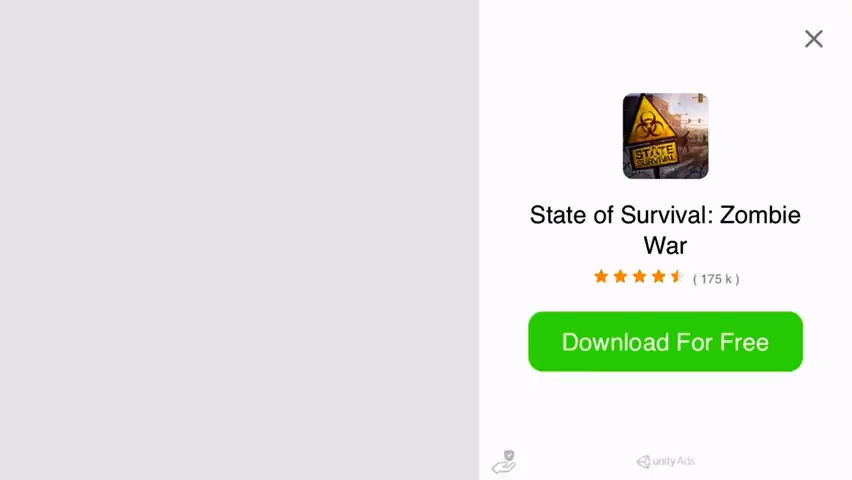 STATE
SURVIVAL
State of Survival: Zombie
War
( 175 k )
Download For Free
unity Ads